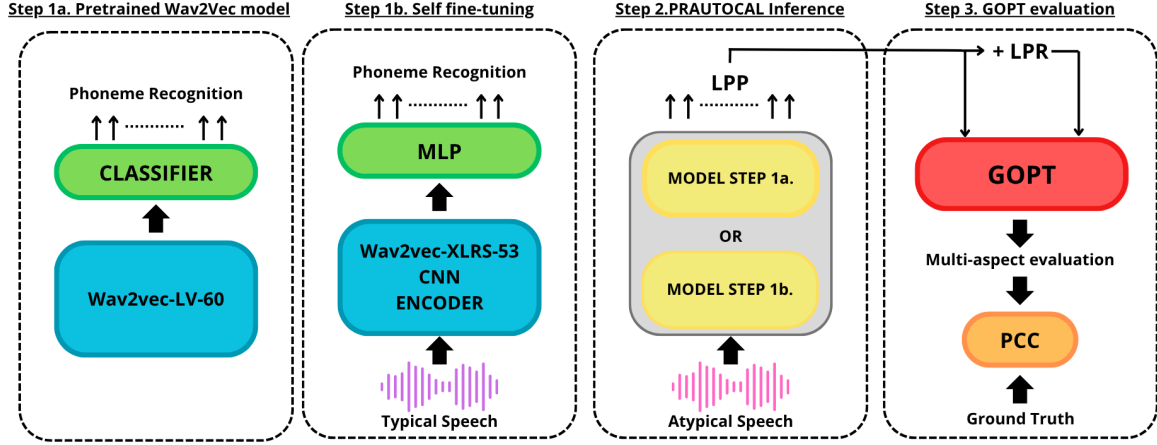 Step 1a. Pretrained Wav2Vec model
Phoneme Recognition
CLASSIFIER
Wav2vec-LV-60
Step 1b. Self fine-tuning
Phoneme Recognition
MLP
Wav2vec-XLRS-53
CNN
ENCODER
Typical Speech
Step 2.PRAUTOCAL Inference
LPP
MODEL STEP 1a.
OR
MODEL STEP 1b.
Atypical Speech
Step 3. GOPT evaluation
+ LPR
GOPT
Multi-aspect evaluation
PCC
Ground Truth